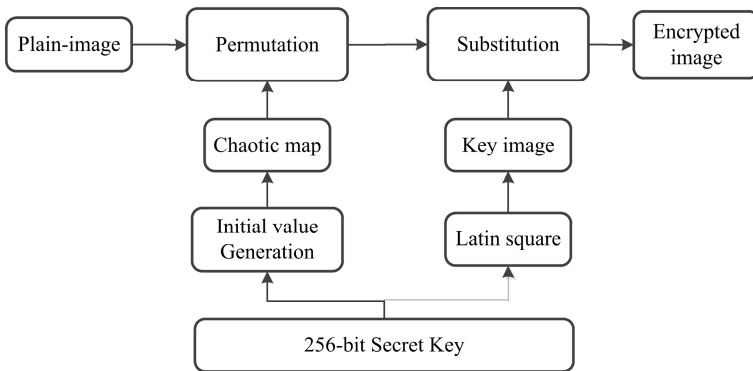 Plain-image
Permutation
Substitution
Encrypted
image
Chaotic map
Key image
Initial value
Generation
Latin square
256-bit Secret Key